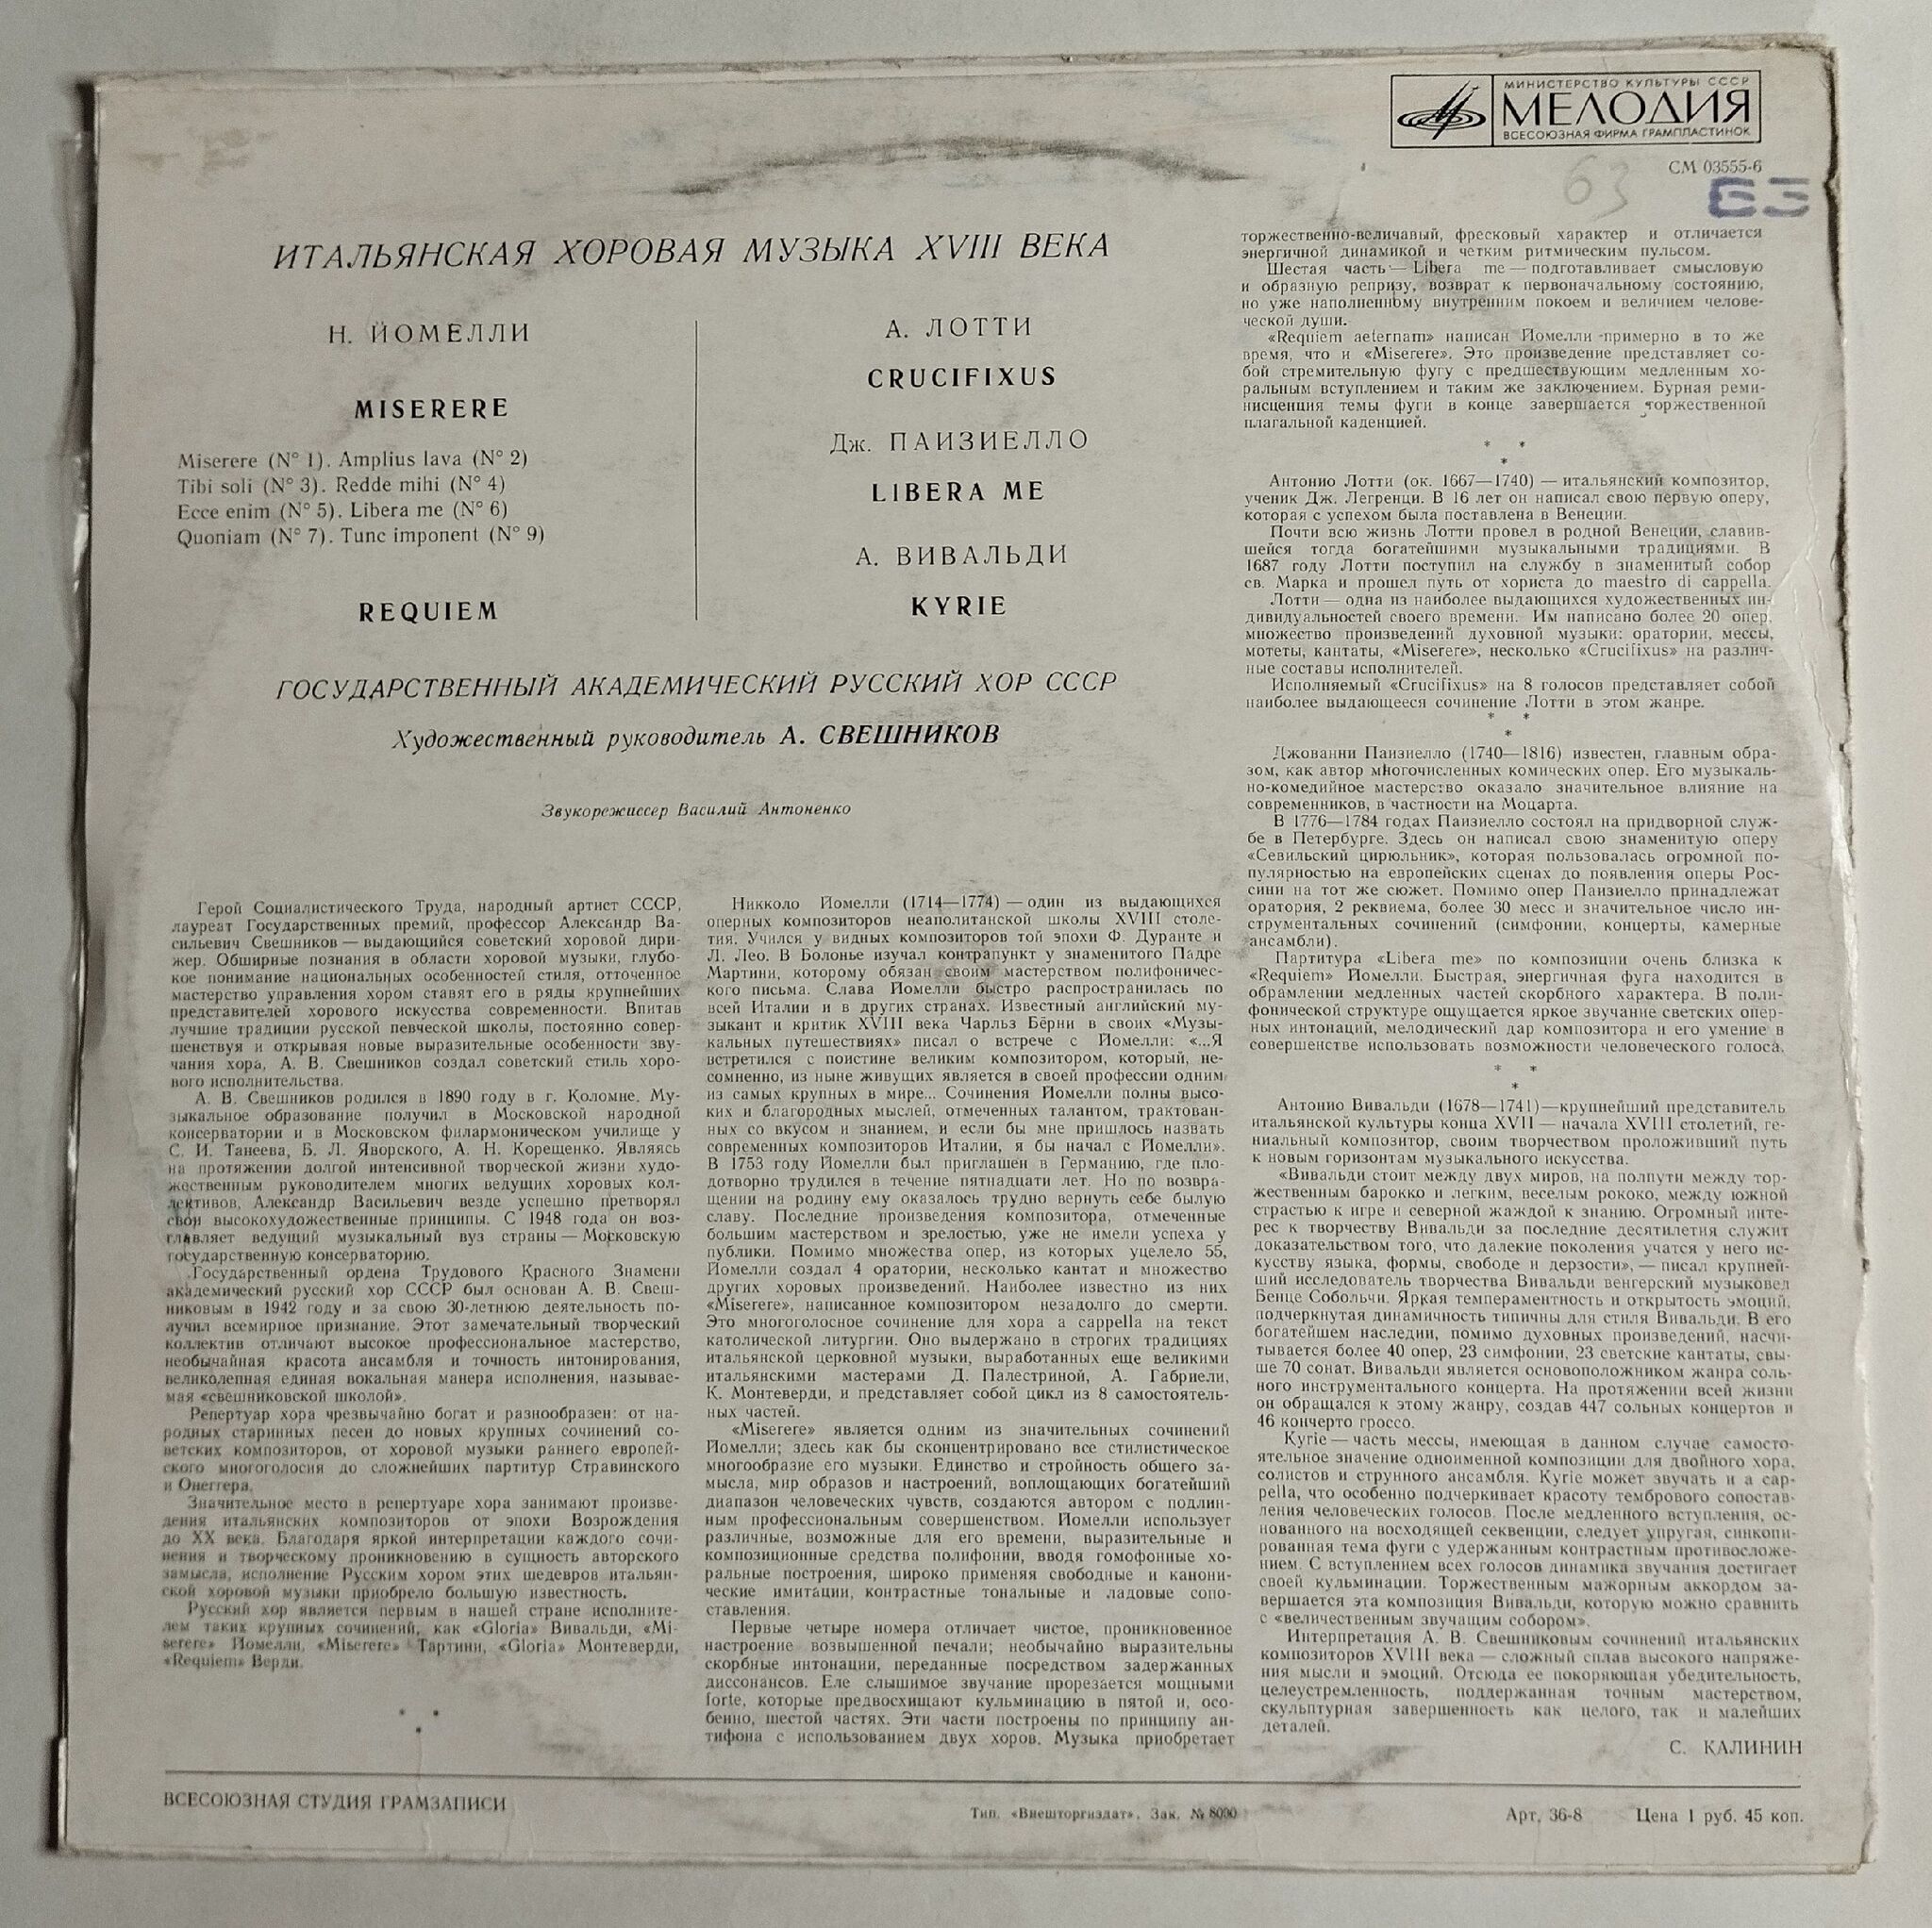 МИНИСТЕРСТВО КУЛЬТУРЫ СССР
МЕЛОДИЯ
ВСЕСОЮЗНАЯ ФИРМА ГРАМПЛАСТИНОК
СМ 03555-6
63
63
ИТАЛЬЯНСКАЯ ХОРОВАЯ МУЗЫКА XVIII ВЕКА
Н. ЙОМЕЛЛИ
MISERERE
Miserere (N° 1). Amplius lava (N° 2)
Tibi soli (N° 3). Redde mihi (N° 4)
Ecce enim (N° 5). Libera me (N° 6)
Quoniam (N° 7). Tunc imponent (N° 9)
REQUIEM
А. ЛОТТИ
CRUCIFIXUS
Дж. ПАИЗИЕЛЛО
LIBERA ME
А. ВИВАЛЬДИ
KYRIE
ГОСУДАРСТВЕННЫЙ АКАДЕМИЧЕСКИЙ РУССКИЙ ХОР СССР
Художественный руководитель А. СВЕШНИКОВ
Звукорежиссер Василий Антоненко
Герой Социалистического Труда, народный артист СССР,
лауреат Государственных премий, профессор Александр Ва-
сильевич Свешников — выдающийся советский хоровой дири-
жер. Обширные познания в области хоровой музыки, глубо-
кое понимание национальных особенностей стиля, отточенное
мастерство управления хором ставят его в ряды крупнейших
представителей хорового искусства современности. Впитав
лучшие традиции русской певческой школы, постоянно совер-
шенствуя и открывая новые выразительные особенности зву-
чания хора, А. В. Свешников создал советский стиль хоро-
вого исполнительства.
А. В. Свешников родился в 1890 году в г. Коломне. Му-
зыкальное образование получил в Московской народной
консерватории и в Московском филармоническом училище у
С. И. Танеева, Б. Л. Яворского, А. Н. Корещенко. Являясь
на протяжении долгой интенсивной творческой жизни худо-
жественным руководителем многих ведущих хоровых кол-
лективов, Александр Васильевич везде успешно претворял
свои высокохудожественные принципы. С 1948 года он воз-
главляет ведущий музыкальный вуз страны — Московскую
государственную консерваторию.
Государственный ордена Трудового Красного Знамени
академический русский хор СССР был основан А. В. Свеш-
никовым в 1942 году и за свою 30-летнюю деятельность по-
лучил всемирное признание. Этот замечательный творческий
коллектив отличают высокое профессиональное мастерство,
необычайная красота ансамбля и точность интонирования,
великолепная единая вокальная манера исполнения, называе-
мая «свешниковской школой».
Репертуар хора чрезвычайно богат и разнообразен: от на-
родных старинных песен до новых крупных сочинений со-
ветских композиторов, от хоровой музыки раннего европей-
ского многоголосия до сложнейших партитур Стравинского
и Онеггера.
Значительное место в репертуаре хора занимают произве-
дения итальянских композиторов от эпохи Возрождения
до XX века. Благодаря яркой интерпретации каждого сочи-
нения и творческому проникновению в сущность авторского
замысла, исполнение Русским хором этих шедевров итальян-
ской хоровой музыки приобрело большую известность.
Русский хор является первым в нашей стране исполните-
лем таких крупных сочинений, как «Gloria» Вивальди, «Mi-
serere» Йомелли, «Miserere» Тартини, «Gloria» Монтеверди,
«Requiem» Верди.
* *
*
Никколо Йомелли (1714—1774) — один из выдающихся
оперных композиторов неаполитанской школы XVIII столе-
тия. Учился у видных композиторов той эпохи Ф. Дуранте и
Л. Лео. В Болонье изучал контрапункт у знаменитого Падре
Мартини, которому обязан своим мастерством полифоничес-
кого письма. Слава Йомелли быстро распространилась по
всей Италии и в других странах. Известный английский му-
зыкант и критик XVIII века Чарльз Бёрни в своих «Музы-
кальных путешествиях» писал о встрече с Йомелли: «...Я
встретился с поистине великим композитором, который, не-
сомненно, из ныне живущих является в своей профессии одним
из самых крупных в мире... Сочинения Йомелли полны высо-
ких и благородных мыслей, отмеченных талантом, трактован-
ных со вкусом и знанием, и если бы мне пришлось назвать
современных композиторов Италии, я бы начал с Йомелли».
В 1753 году Йомелли был приглашен в Германию, где пло-
дотворно трудился в течение пятнадцати лет. Но по возвра-
щении на родину ему оказалось трудно вернуть себе былую
славу. Последние произведения композитора, отмеченные
большим мастерством и зрелостью, уже не имели успеха у
публики. Помимо множества опер, из которых уцелело 55,
Йомелли создал 4 оратории, несколько кантат и множество
других хоровых произведений. Наиболее известно из них
«Miserere», написанное композитором незадолго до смерти.
Это многоголосное сочинение для хора a cappella на текст
католической литургии. Оно выдержано в строгих традициях
итальянской церковной музыки, выработанных еще великими
итальянскими мастерами Д. Палестриной, А. Габриели,
К. Монтеверди, и представляет собой цикл из 8 самостоятель-
ных частей.
«Miserere» является одним из значительных сочинений
Йомелли; здесь как бы сконцентрировано все стилистическое
многообразие его музыки. Единство и стройность общего за-
мысла, мир образов и настроений, воплощающих богатейший
диапазон человеческих чувств, создаются автором с подлин-
ным профессиональным совершенством. Йомелли использует
различные, возможные для его времени, выразительные и
композиционные средства полифонии, вводя гомофонные хо-
ральные построения, широко применяя свободные и канони-
ческие имитации, контрастные тональные и ладовые сопо-
ставления.
Первые четыре номера отличает чистое, проникновенное
настроение возвышенной печали; необычайно выразительны
скорбные интонации, переданные посредством задержанных
диссонансов. Еле слышимое звучание прорезается мощными
forte, которые предвосхищают кульминацию в пятой и, осо-
бенно, шестой частях. Эти части построены по принципу ан-
тифона с использованием двух хоров. Музыка приобретает
торжественно-величавый, фресковый характер и отличается
энергичной динамикой и четким ритмическим пульсом.
Шестая часть — Libera me — подготавливает смысловую
и образную репризу, возврат к первоначальному состоянию,
но уже наполненному внутренним покоем и величием челове-
ческой души.
«Requiem aeternam» написан Йомелли примерно в то же
время, что и «Miserere». Это произведение представляет со-
бой стремительную фугу с предшествующим медленным хо-
ральным вступлением и таким же заключением. Бурная реми-
нисценция темы фуги в конце завершается торжественной
плагальной каденцией.
* *
*
Антонио Лотти (ок. 1667—1740) — итальянский композитор,
ученик Дж. Легренци. В 16 лет он написал свою первую оперу,
которая с успехом была поставлена в Венеции.
Почти всю жизнь Лотти провел в родной Венеции, славив-
шейся тогда богатейшими музыкальными традициями. В
1687 году Лотти поступил на службу в знаменитый собор
св. Марка и прошел путь от хориста до maestro di cappella.
Лотти — одна из наиболее выдающихся художественных ин-
дивидуальностей своего времени. Им написано более 20 опер,
множество произведений духовной музыки: оратории, мессы,
мотеты, кантаты, «Miserere», несколько «Crucifixus» на различ-
ные составы исполнителей.
Исполняемый «Crucifixus» на 8 голосов представляет собой
наиболее выдающееся сочинение Лотти в этом жанре.
* *
*
Джованни Паизиелло (1740—1816) известен, главным обра-
зом, как автор многочисленных комических опер. Его музыкаль-
но-комедийное мастерство оказало значительное влияние на
современников, в частности на Моцарта.
В 1776—1784 годах Паизиелло состоял на придворной служ-
бе в Петербурге. Здесь он написал свою знаменитую оперу
«Севильский цирюльник», которая пользовалась огромной по-
пулярностью на европейских сценах до появления оперы Рос-
сини на тот же сюжет. Помимо опер Паизиелло принадлежат
оратория, 2 реквиема, более 30 месс и значительное число ин-
струментальных сочинений (симфонии, концерты, камерные
ансамбли).
Партитура «Libera me» по композиции очень близка к
«Requiem» Йомелли. Быстрая, энергичная фуга находится в
обрамлении медленных частей скорбного характера. В поли-
фонической структуре ощущается яркое звучание светских опер-
ных интонаций, мелодический дар композитора и его умение в
совершенстве использовать возможности человеческого голоса.
* *
*
Антонио Вивальди (1678—1741)—крупнейший представитель
итальянской культуры конца XVII — начала XVIII столетий, ге-
ниальный композитор, своим творчеством проложивший путь
к новым горизонтам музыкального искусства.
«Вивальди стоит между двух миров, на полпути между тор-
жественным барокко и легким, веселым рококо, между южной
страстью к игре и северной жаждой к знанию. Огромный инте-
рес к творчеству Вивальди за последние десятилетия служит
доказательством того, что далекие поколения учатся у него ис-
кусству языка, формы, свободе и дерзости», — писал крупней-
ший исследователь творчества Вивальди венгерский музыковед
Бенце Собольчи. Яркая темпераментность и открытость эмоций,
подчеркнутая динамичность типичны для стиля Вивальди. В его
богатейшем наследии, помимо духовных произведений, насчи-
тывается более 40 опер, 23 симфонии, 23 светские кантаты, свы-
ше 70 сонат. Вивальди является основоположником жанра соль-
ного инструментального концерта. На протяжении всей жизни
он обращался к этому жанру, создав 447 сольных концертов и
46 кончерто гроссо.
Kyrie — часть мессы, имеющая в данном случае самосто-
ятельное значение одноименной композиции для двойного хора,
солистов и струнного ансамбля. Kyrie может звучать и a cap-
pella, что особенно подчеркивает красоту тембрового сопостав-
ления человеческих голосов. После медленного вступления, ос-
нованного на восходящей секвенции, следует упругая, синкопи-
рованная тема фуги с удержанным контрастным противосложе-
нием. С вступлением всех голосов динамика звучания достигает
своей кульминации. Торжественным мажорным аккордом за-
вершается эта композиция Вивальди, которую можно сравнить
с «величественным звучащим собором».
Интерпретация А. В. Свешниковым сочинений итальянских
композиторов XVIII века — сложный сплав высокого напряже-
ния мысли и эмоций. Отсюда ее покоряющая убедительность,
целеустремленность, поддержанная точным мастерством,
скульптурная завершенность как целого, так и малейших
деталей.
С. КАЛИНИН
ВСЕСОЮЗНАЯ СТУДИЯ ГРАМЗАПИСИ
Тип. «Внешторгиздат». Зак. № 8090
Арт. 36-8
Цена 1 руб. 45 коп.